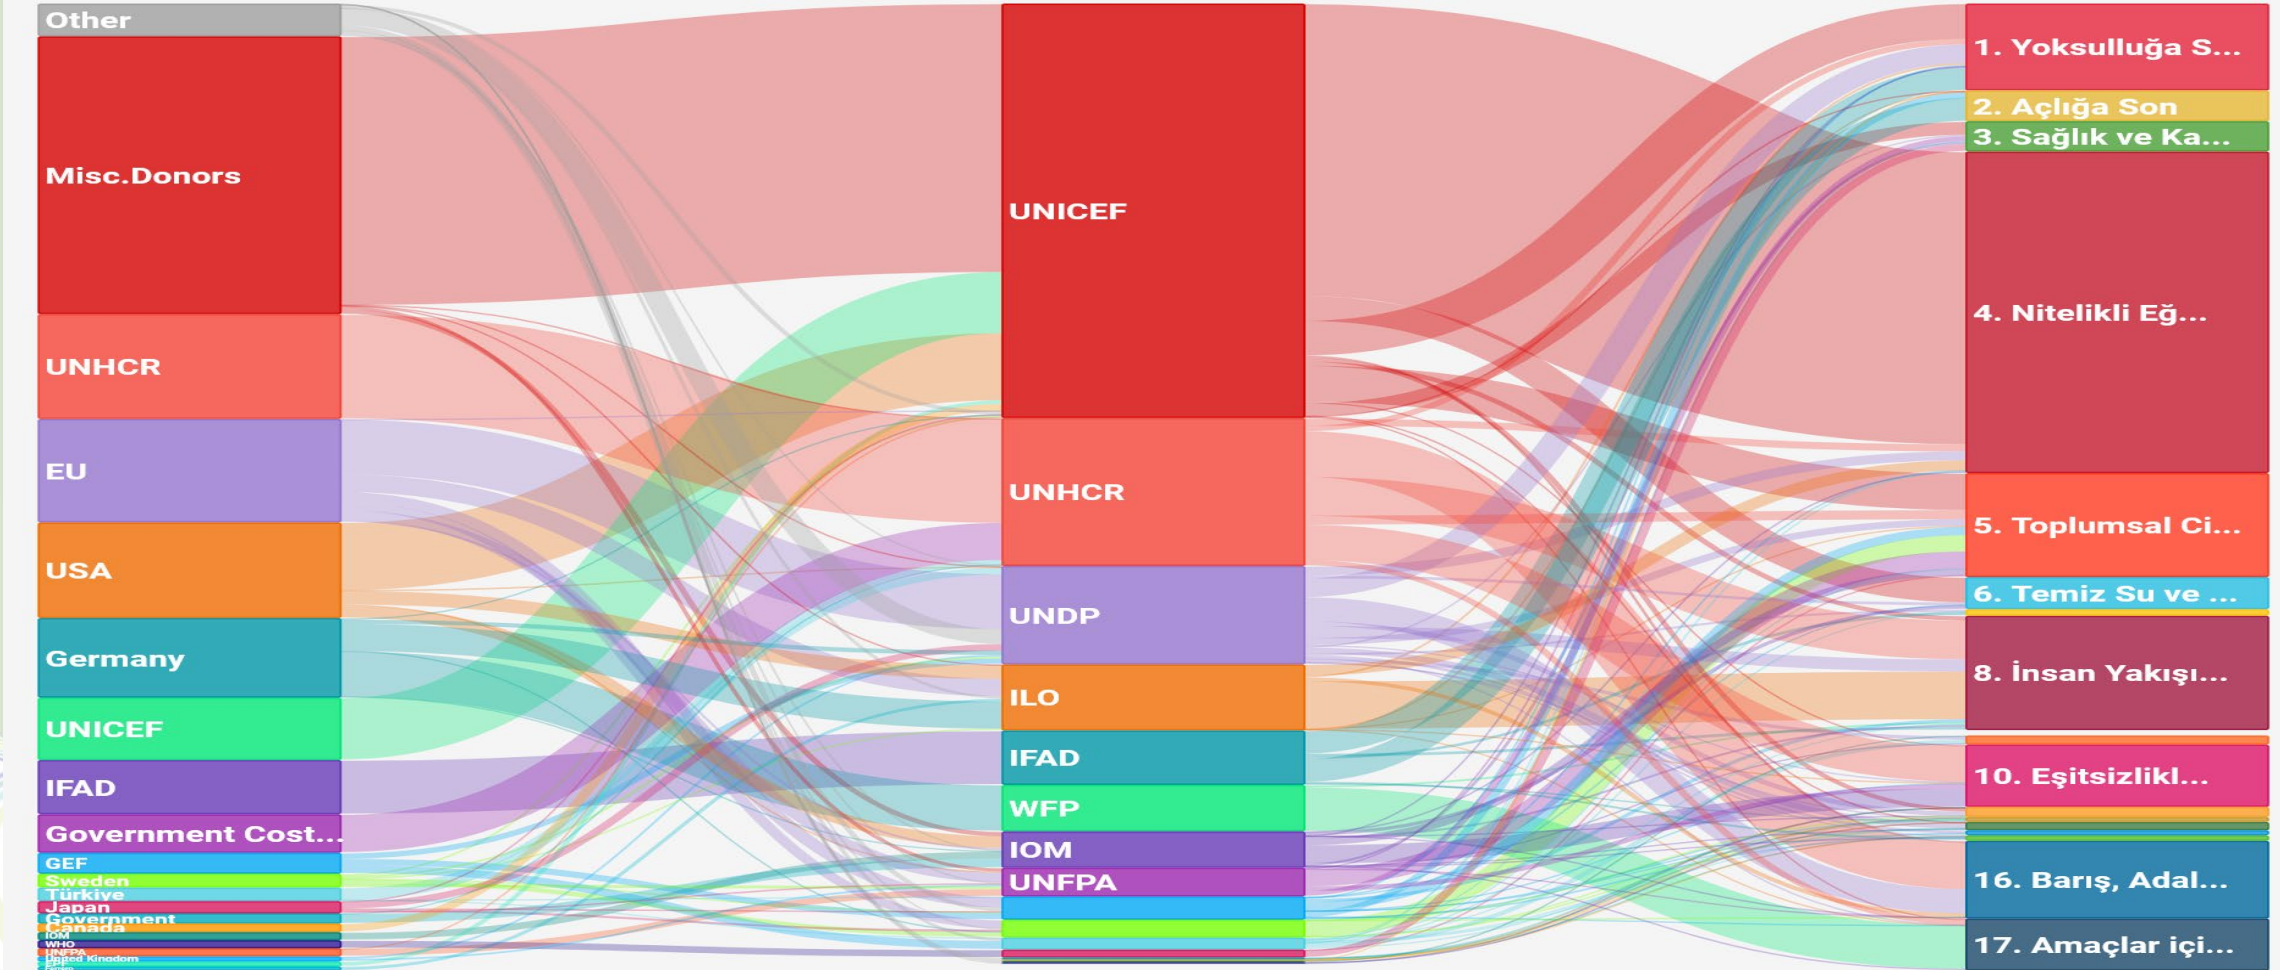 Other
Misc.Donors
UNHCR
EU
USA
Germany
UNICEF
IFAD
Government Cost...
GEF
Sweden
Türkiye
Japan
Government
Canada
IOM
WHO
UNFPA
United Kingdom
UNICEF
UNHCR
UNDP
ILO
IFAD
WFP
IOM
UNFPA
1. Yoksulluğa S...
2. Açlığa Son
3. Sağlık ve Ka...
4. Nitelikli Eğ...
5. Toplumsal Ci...
6. Temiz Su ve ...
8. İnsan Yakışı...
10. Eşitsizlikl...
16. Barış, Adal...
17. Amaçlar içi...